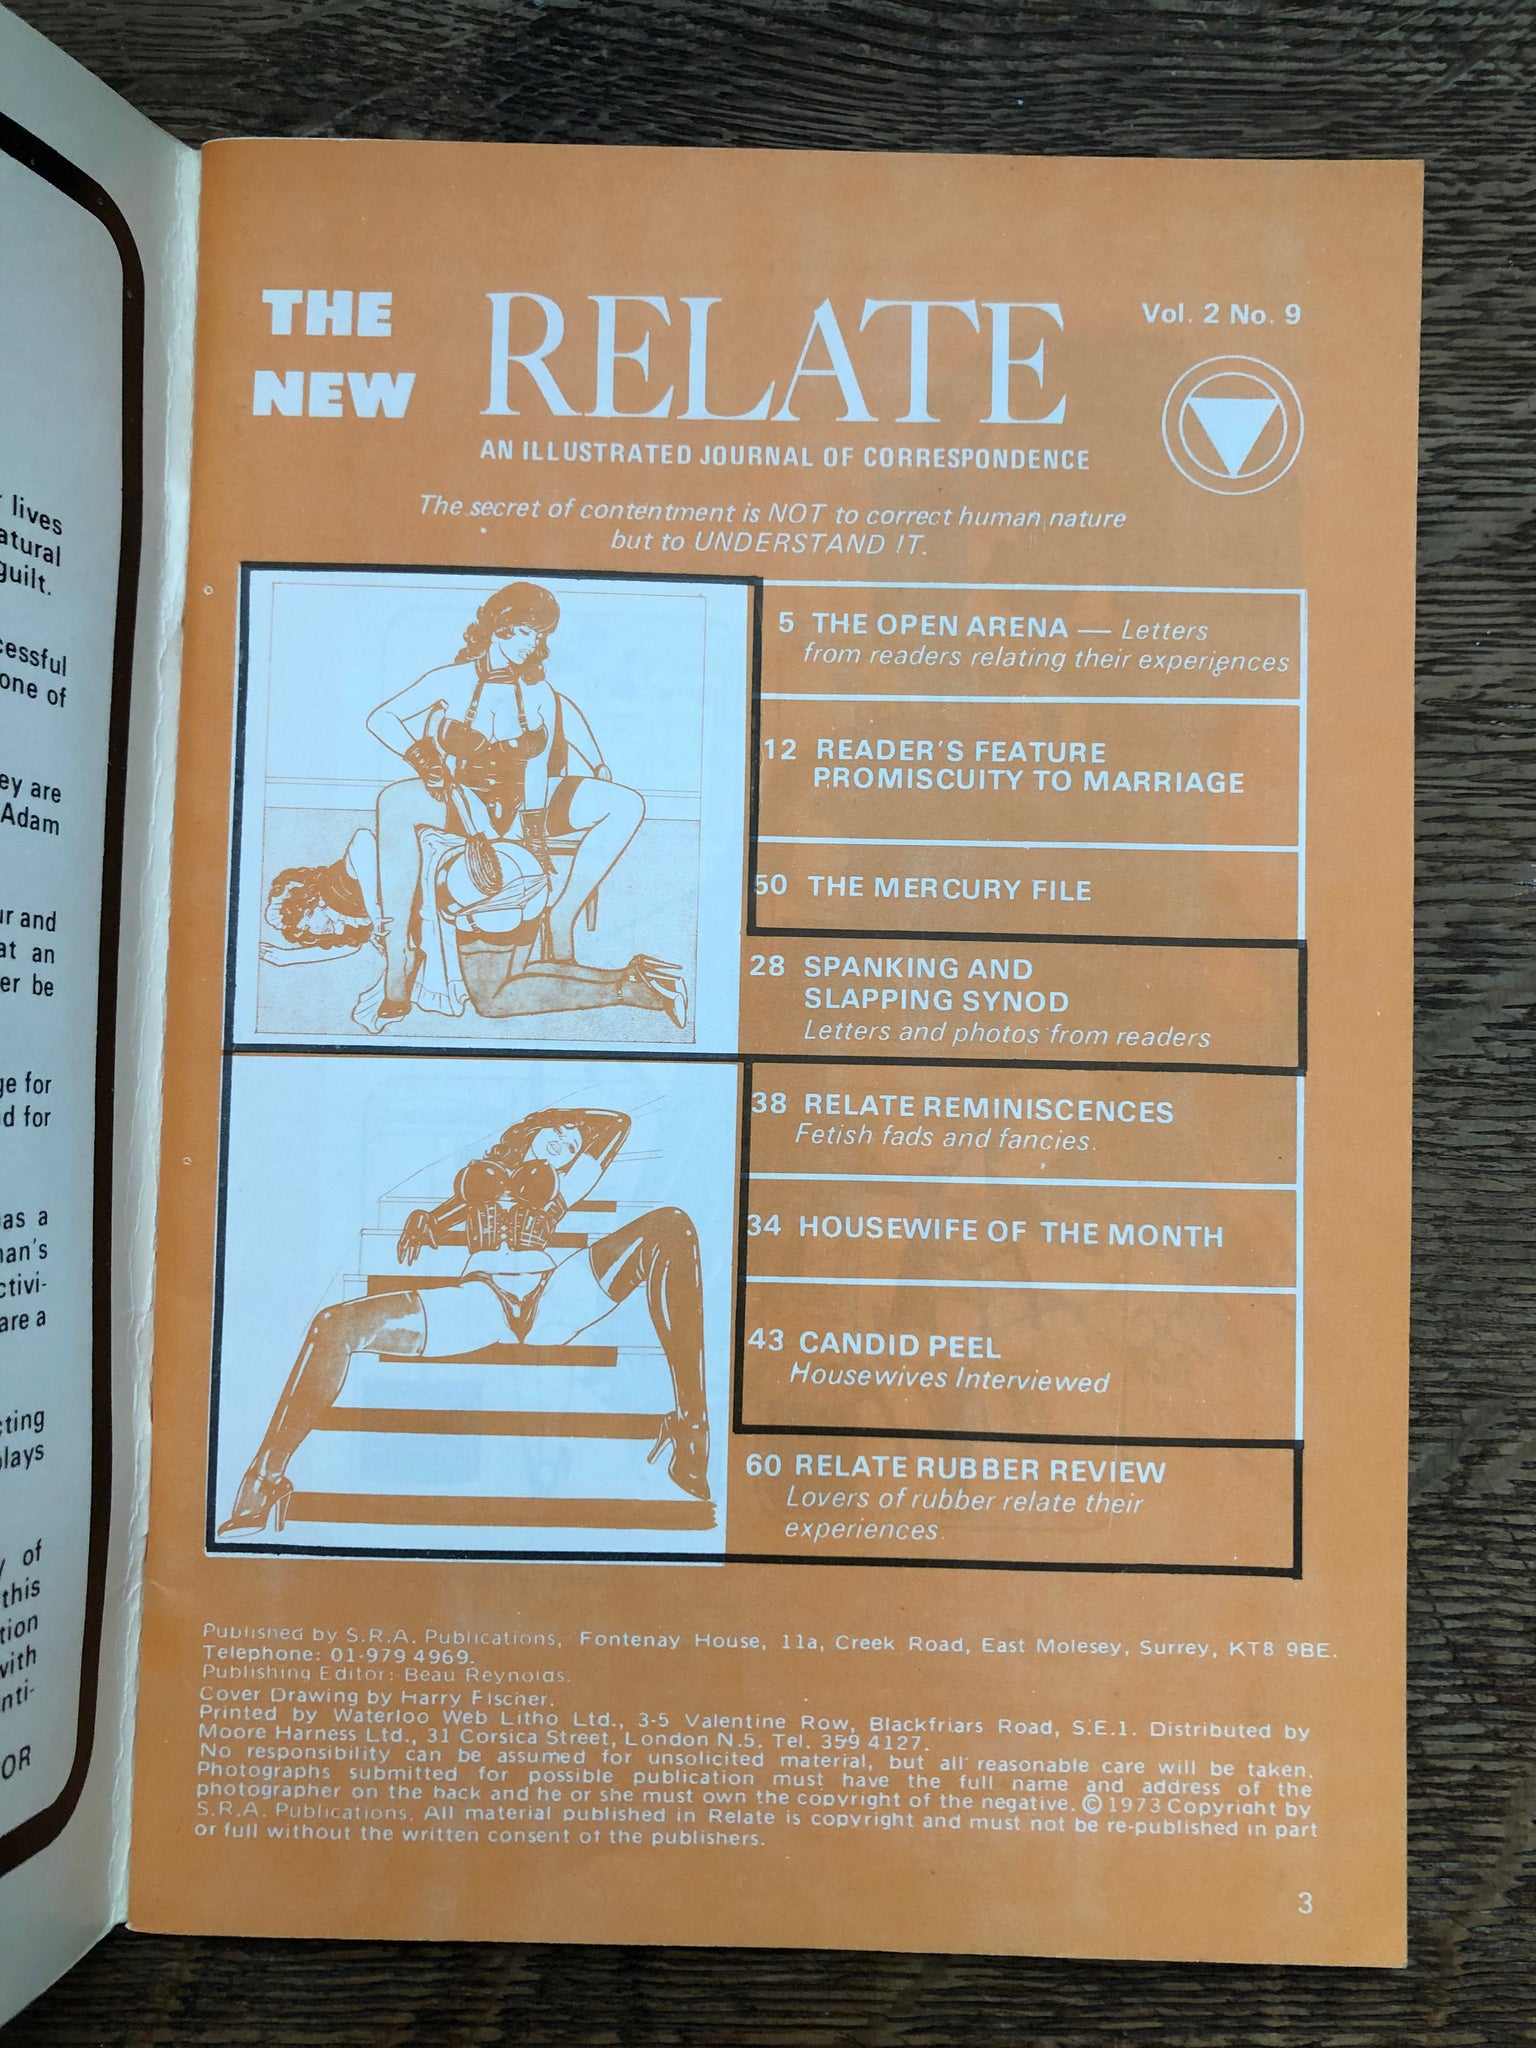 lives
atural
guilt.
cessful
one of
ey are
Adam
ur and
at an
er be
ge for
d for
as a
nan's
ctivi-
are a
cting
plays
of
this
tion
with
nti-
OR
THE
NEW
RELATE
Vol. 2 No. 9
AN ILLUSTRATED JOURNAL OF CORRESPONDENCE
The secret of contentment is NOT to correct human nature
but to UNDERSTAND IT.
5 THE OPEN ARENA — Letters
from readers relating their experiences
12 READER'S FEATURE
PROMISCUITY TO MARRIAGE
50 THE MERCURY FILE
28 SPANKING AND
SLAPPING SYNOD
Letters and photos from readers
38 RELATE REMINISCENCES
Fetish fads and fancies.
34 HOUSEWIFE OF THE MONTH
43 CANDID PEEL
Housewives Interviewed
60 RELATE RUBBER REVIEW
Lovers of rubber relate their
experiences.
Published by S.R.A. Publications, Fontenay House, 11a, Creek Road, East Molesey, Surrey, KT8 9BE.
Telephone: 01-979 4969.
Publishing Editor: Beau Reynolds.
Cover Drawing by Harry Fischer.
Printed by Waterloo Web Litho Ltd., 3-5 Valentine Row, Blackfriars Road, S.E.1. Distributed by
Moore Harness Ltd., 31 Corsica Street, London N.5. Tel. 359 4127.
No responsibility can be assumed for unsolicited material, but all reasonable care will be taken.
Photographs submitted for possible publication must have the full name and address of the
photographer on the back and he or she must own the copyright of the negative. © 1973 Copyright by
S.R.A. Publications. All material published in Relate is copyright and must not be re-published in part
or full without the written consent of the publishers.
3